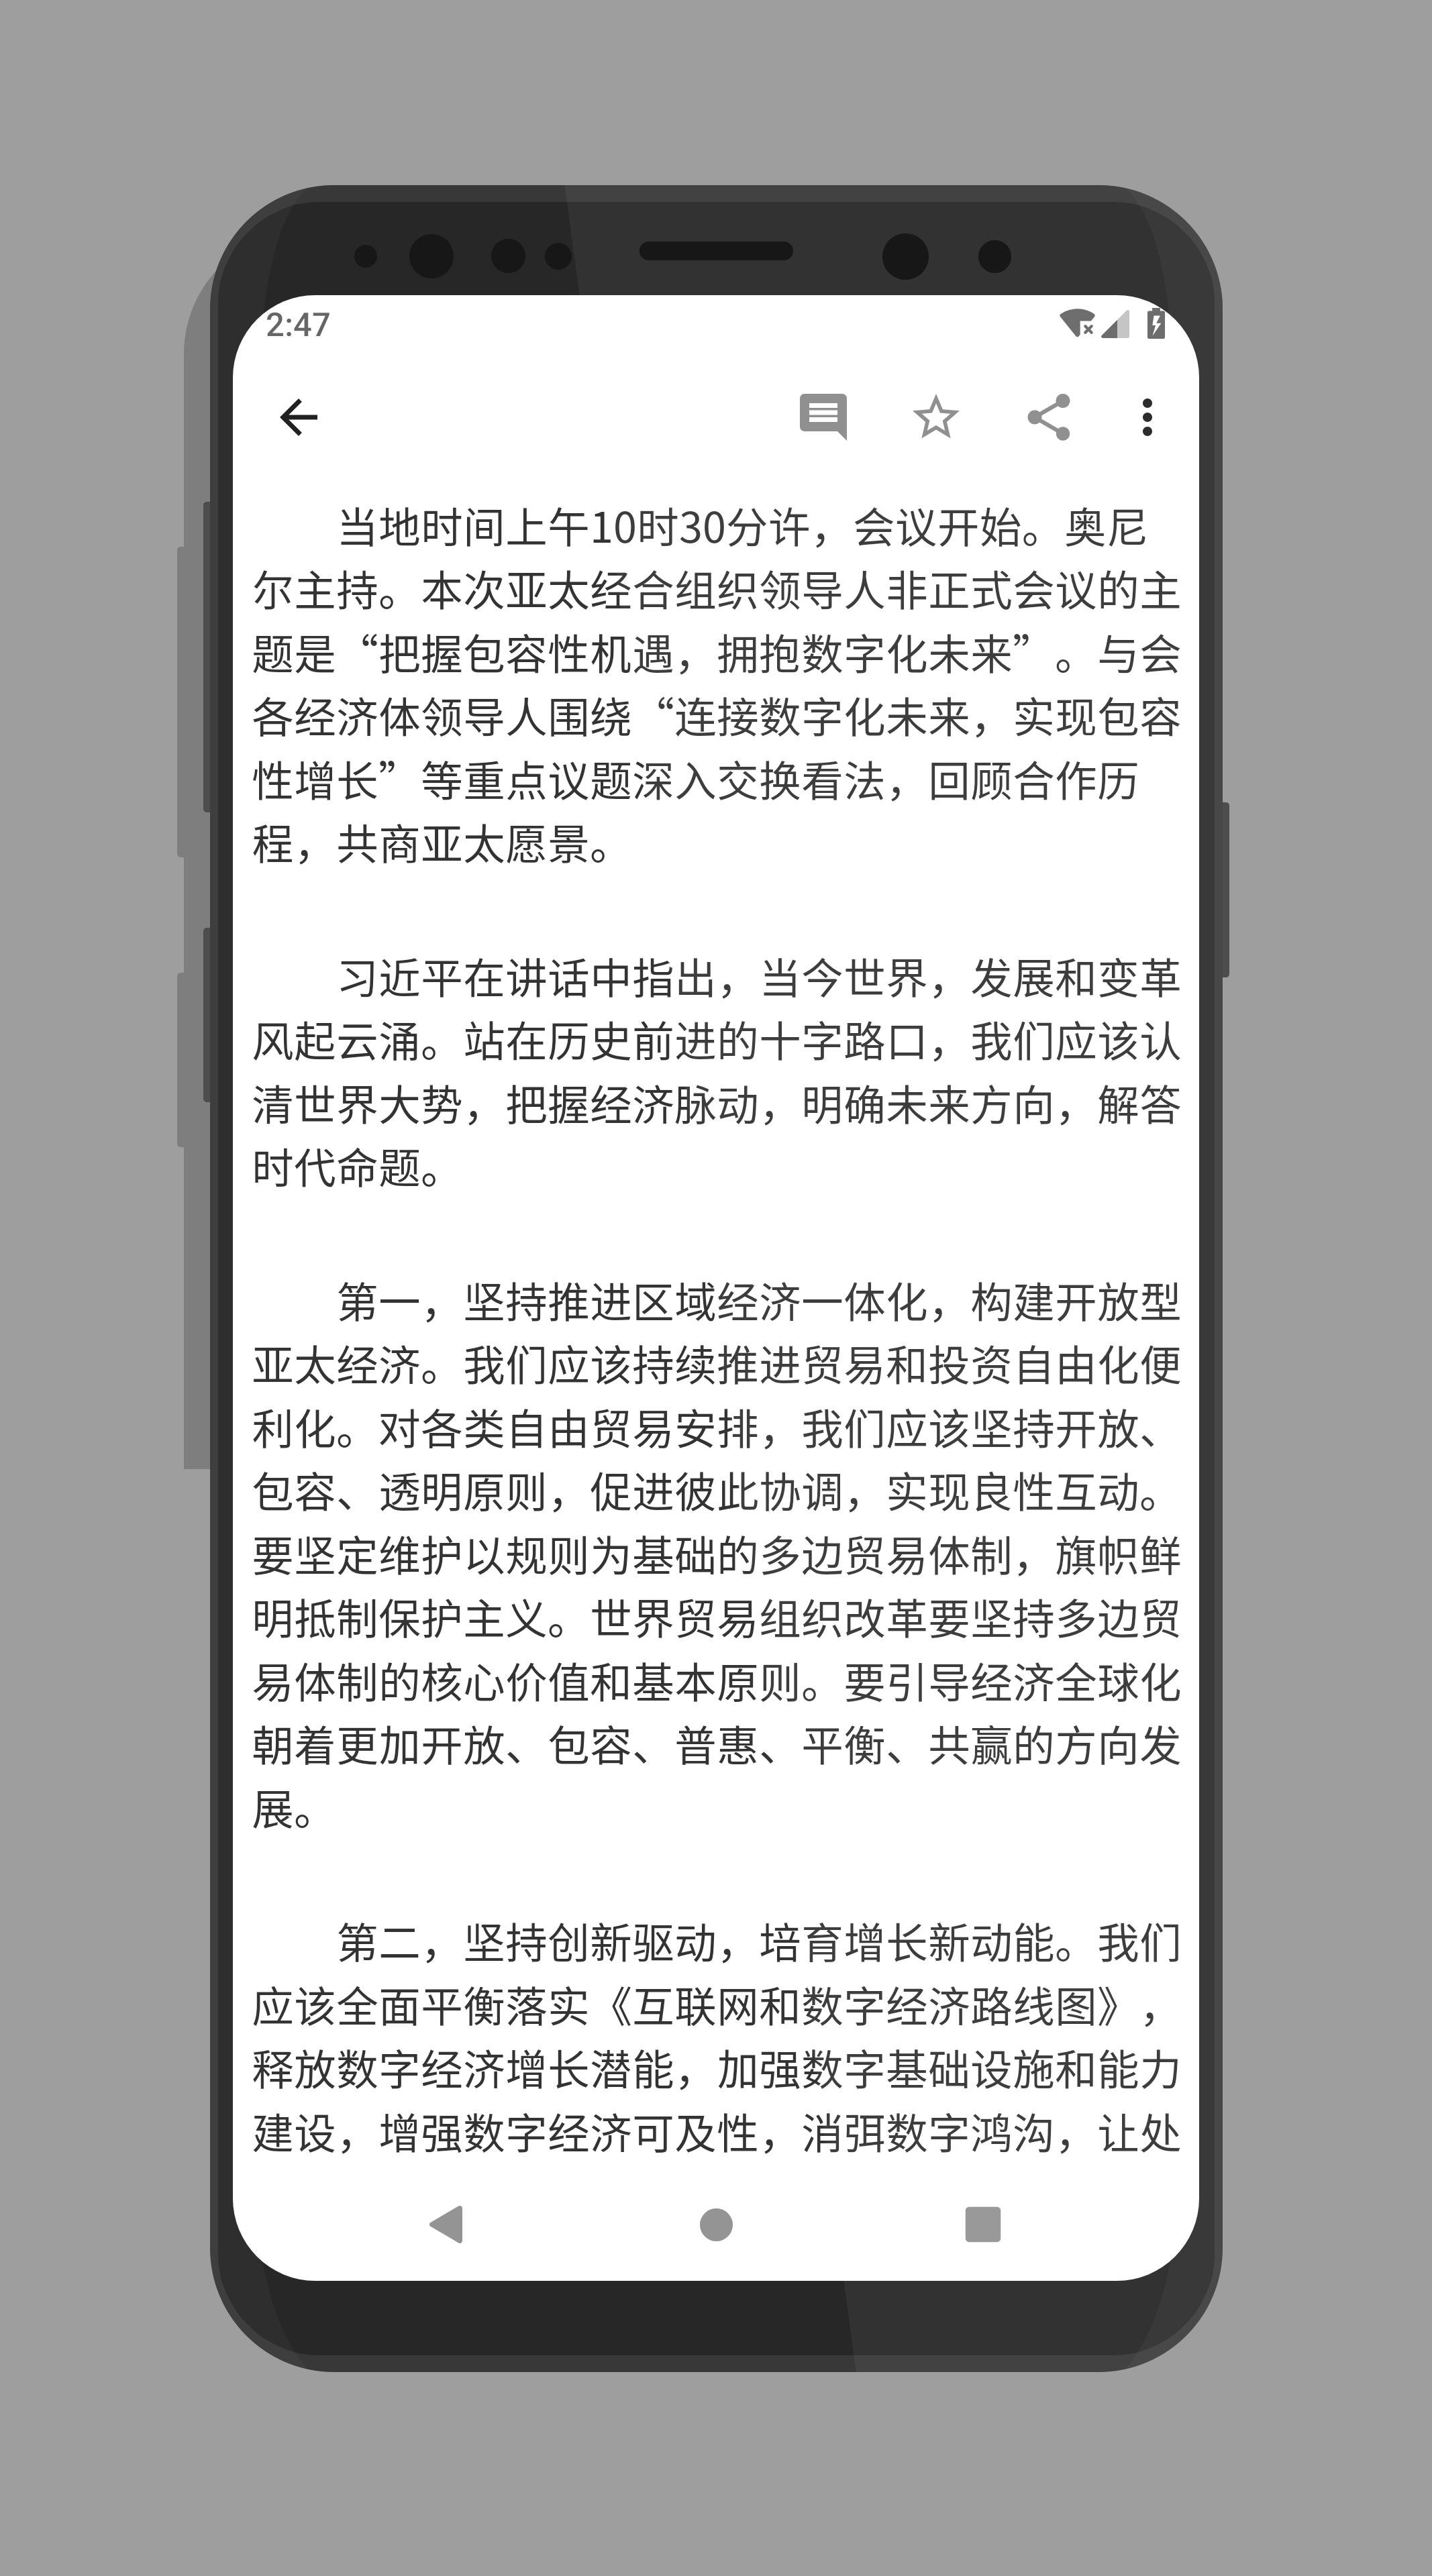 2:47
当地时间上午10时30分许，会议开始。奥尼
尔主持。本次亚太经合组织领导人非正式会议的主
题是“把握包容性机遇，拥抱数字化未来”。与会
各经济体领导人围绕“连接数字化未来，实现包容
性增长”等重点议题深入交换看法，回顾合作历
程，共商亚太愿景。
习近平在讲话中指出，当今世界，发展和变革
风起云涌。站在历史前进的十字路口，我们应该认
清世界大势，把握经济脉动，明确未来方向，解答
时代命题。
第一，坚持推进区域经济一体化，构建开放型
亚太经济。我们应该持续推进贸易和投资自由化便
利化。对各类自由贸易安排，我们应该坚持开放、
包容、透明原则，促进彼此协调，实现良性互动。
要坚定维护以规则为基础的多边贸易体制，旗帜鲜
明抵制保护主义。世界贸易组织改革要坚持多边贸
易体制的核心价值和基本原则。要引导经济全球化
朝着更加开放、包容、普惠、平衡、共赢的方向发
展。
第二，坚持创新驱动，培育增长新动能。我们
应该全面平衡落实《互联网和数字经济路线图》，
释放数字经济增长潜能，加强数字基础设施和能力
建设，增强数字经济可及性，消弭数字鸿沟，让处